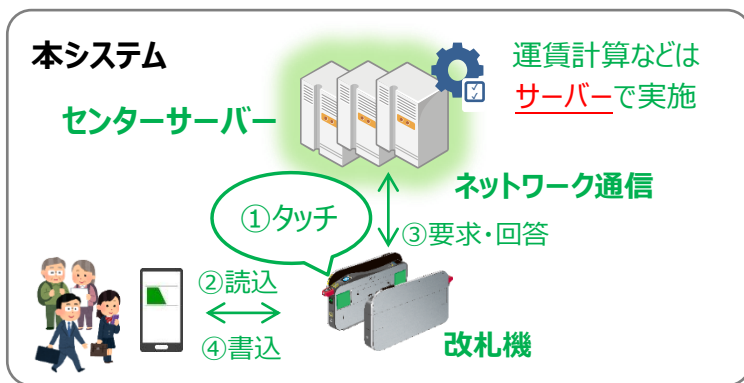 本システム
運賃計算などは
サーバーで実施
センターサーバー
ネットワーク通信
①タッチ
③要求・回答
②読込
④書込
改札機